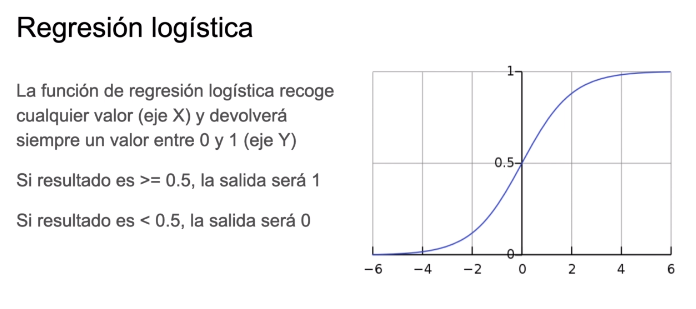 Regresión logística
La función de regresión logística recoge
cualquier valor (eje X) y devolverá
siempre un valor entre 0 y 1 (eje Y)
Si resultado es >= 0.5, la salida será 1
Si resultado es < 0.5, la salida será 0
1
0.5
0
−6 −4 −2 0 2 4 6